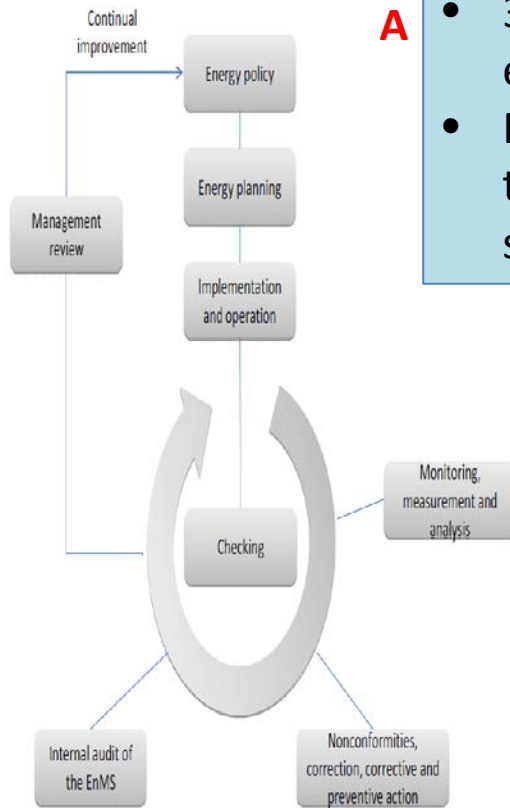 Continual
improvement
A
Energy policy
Energy planning
Management
review
Implementation
and operation
Monitoring,
measurement and
analysis
Checking
Internal audit of
the EnMS
Nonconformities,
correction, corrective and
preventive action